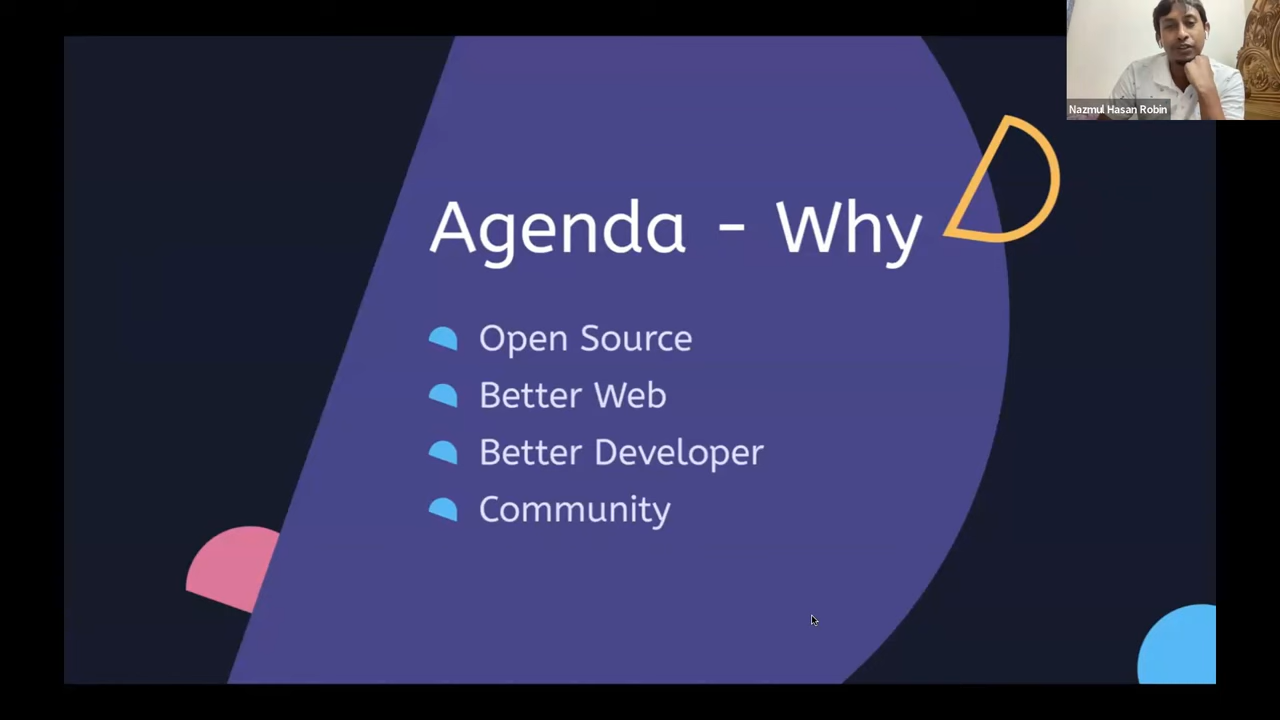 Nazmul Hasan Robin
Agenda - Why
Open Source
Better Web
Better Developer
Community